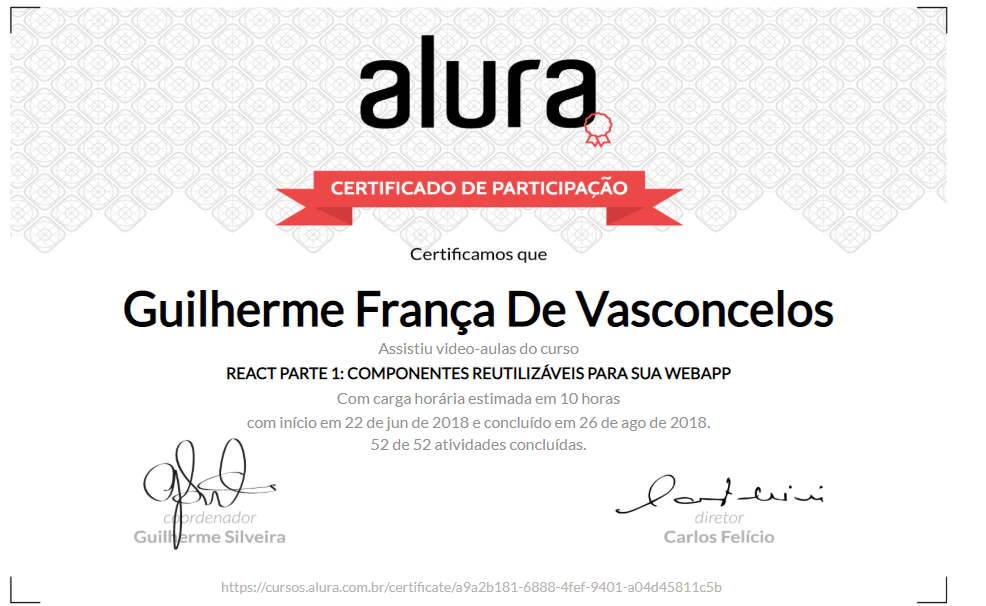 alura
CERTIFICADO DE PARTICIPAÇÃO
Certificamos que
Guilherme França De Vasconcelos
Assistiu video-aulas do curso
REACT PARTE 1: COMPONENTES REUTILIZÁVEIS PARA SUA WEBAPP
Com carga horária estimada em 10 horas
com início em 22 de jun de 2018 e concluído em 26 de ago de 2018.
52 de 52 atividades concluídas.
coordenador
Guilherme Silveira
diretor
Carlos Felício
https://cursos.alura.com.br/certificate/a9a2b181-6888-4fef-9401-a04d45811c5b